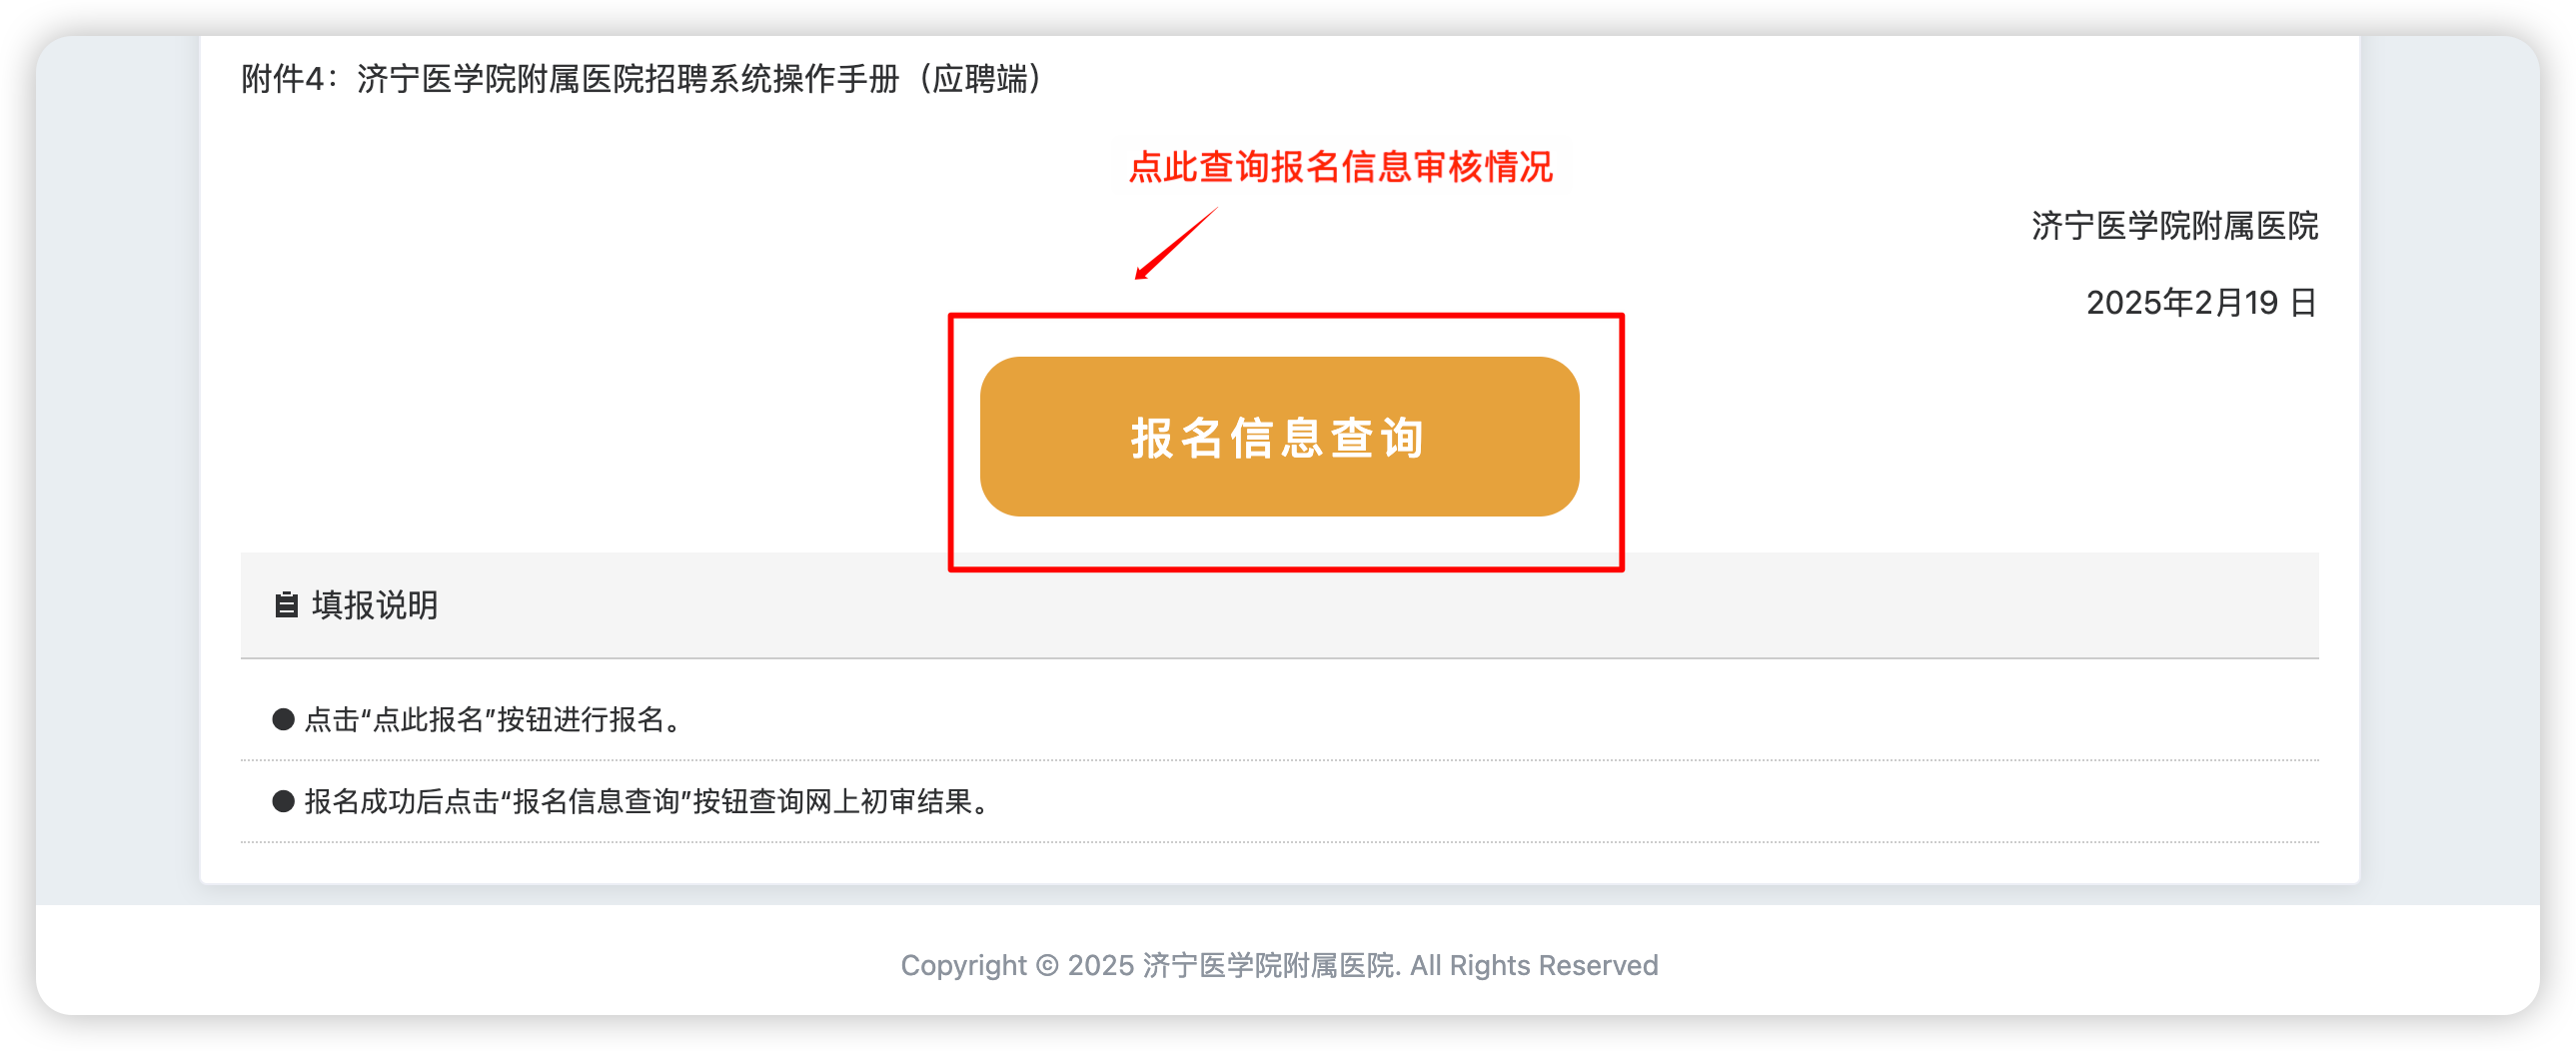 附件4：济宁医学院附属医院招聘系统操作手册（应聘端）
点此查询报名信息审核情况
济宁医学院附属医院
2025年2月19 日
报名信息查询
填报说明
● 点击“点此报名”按钮进行报名。
● 报名成功后点击“报名信息查询”按钮查询网上初审结果。
Copyright © 2025 济宁医学院附属医院. All Rights Reserved